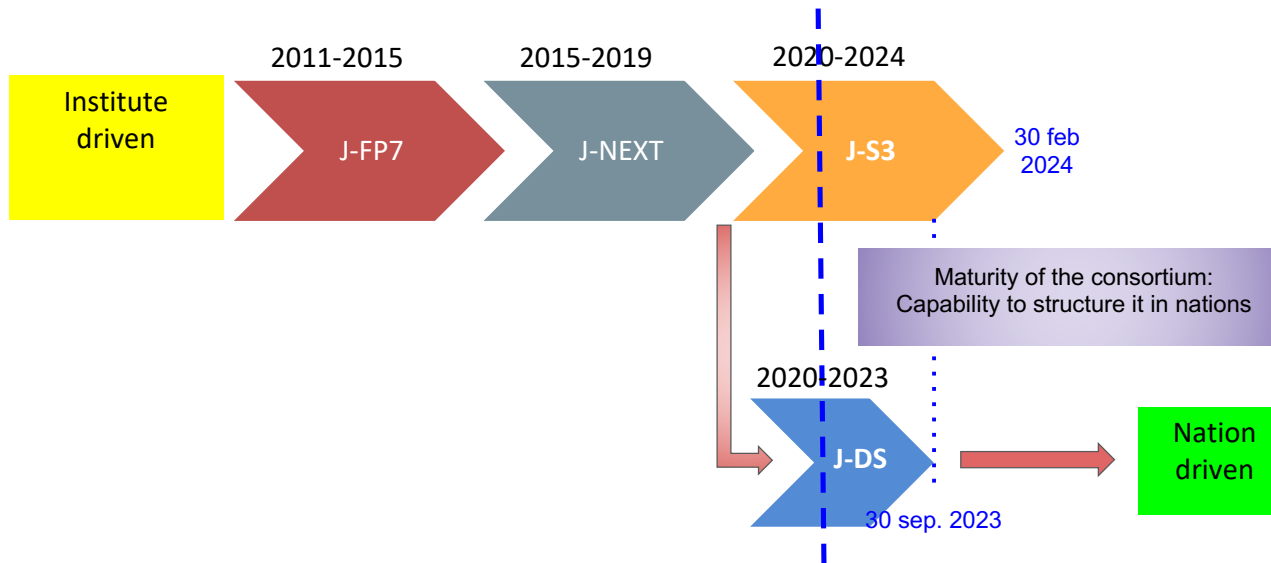 2011-2015
2015-2019
2020-2024
Institute
driven
J-FP7
J-NEXT
J-S3
30 feb
2024
Maturity of the consortium:
Capability to structure it in nations
2020-2023
J-DS
30 sep. 2023
Nation
driven